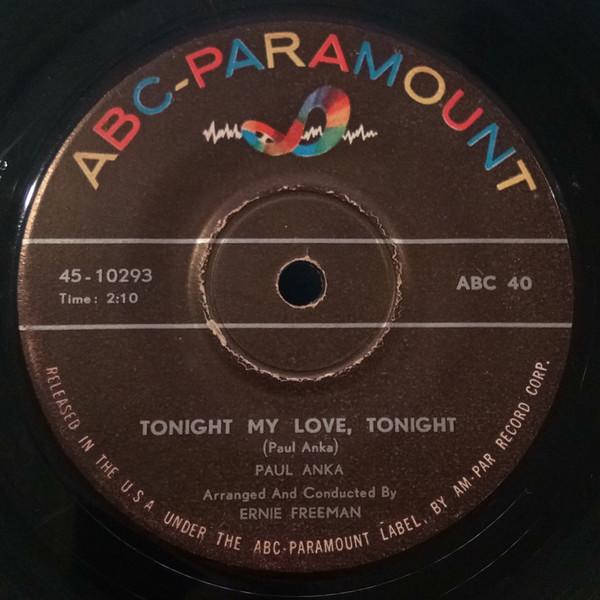 ABC-PARAMOUNT
45-10293
Time: 2:10
ABC 40
TONIGHT MY LOVE, TONIGHT
(Paul Anka)
PAUL ANKA
Arranged And Conducted By
ERNIE FREEMAN
RELEASED IN THE U.S.A UNDER THE ABC-PARAMOUNT LABEL, BY AM-PAR RECORD CORP.